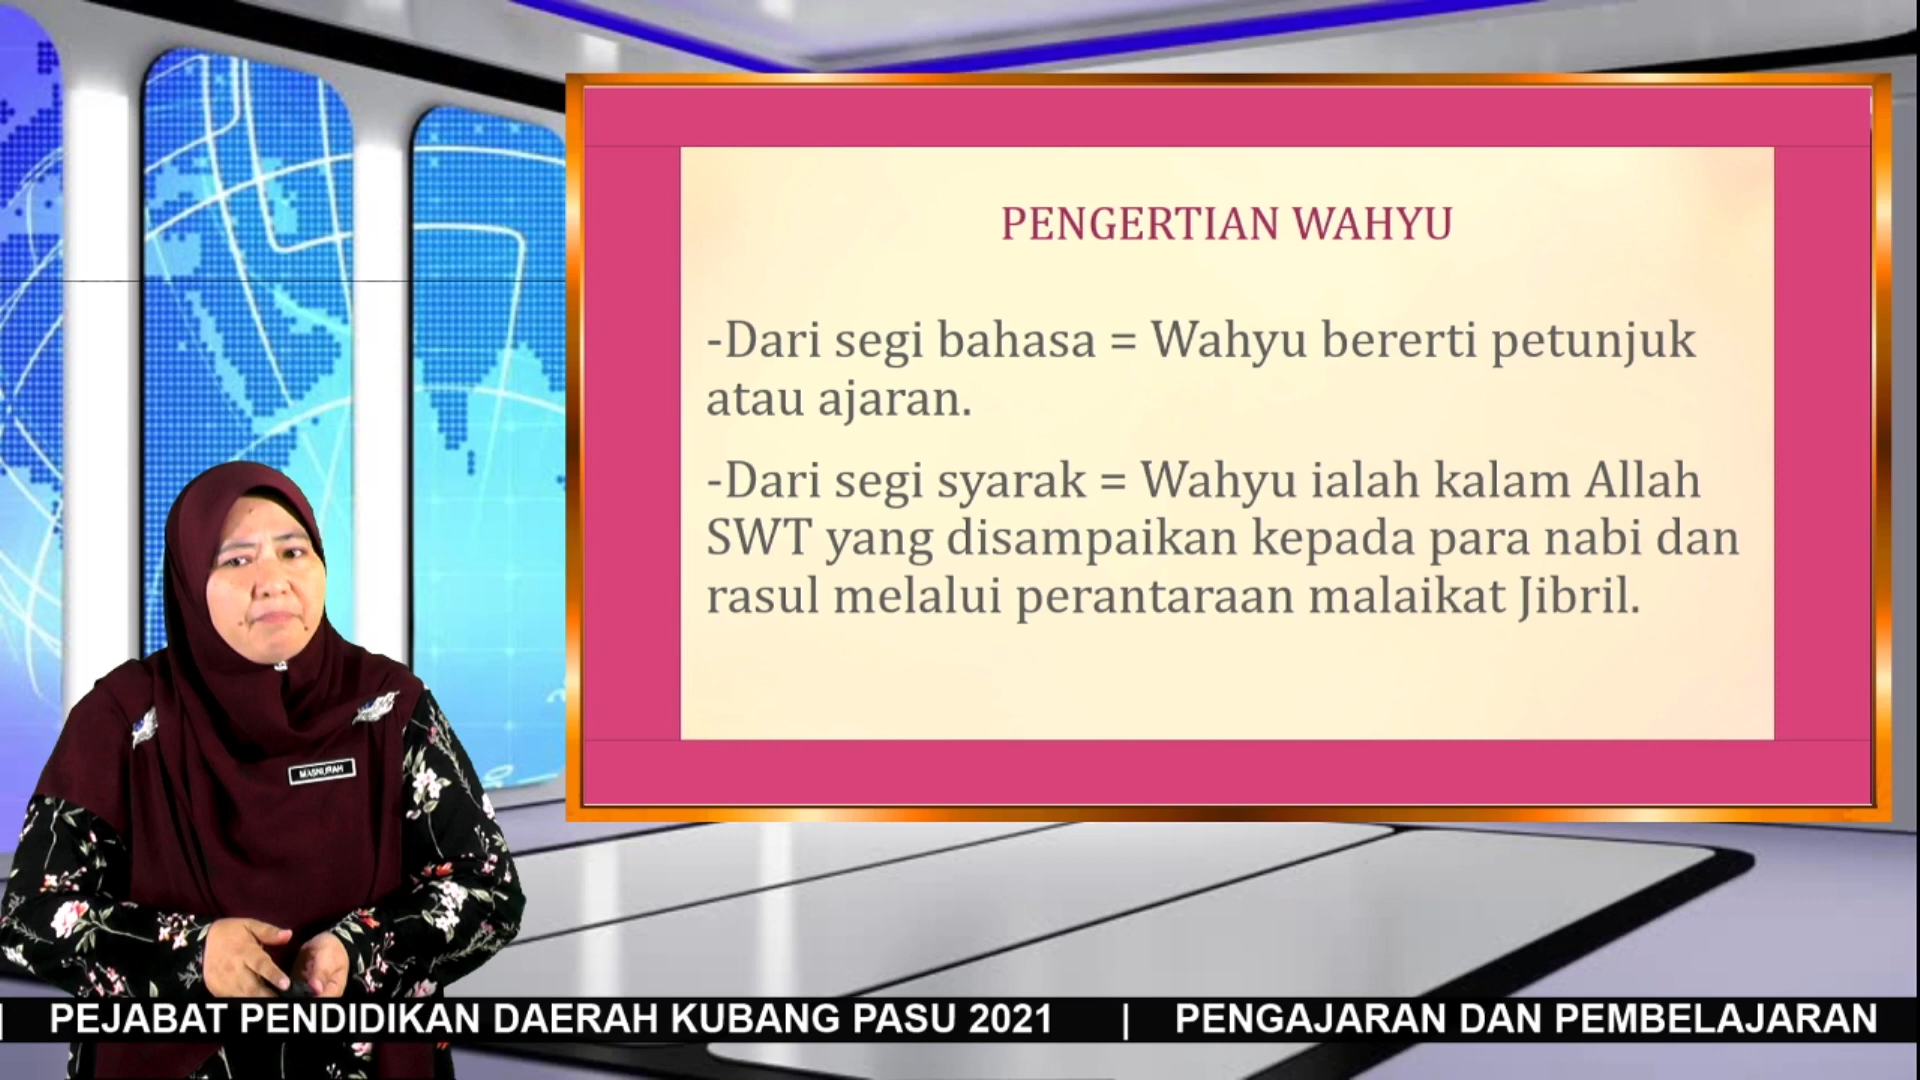 PENGERTIAN WAHYU
-Dari segi bahasa = Wahyu bererti petunjuk
atau ajaran.
-Dari segi syarak = Wahyu ialah kalam Allah
SWT yang disampaikan kepada para nabi dan
rasul melalui perantaraan malaikat Jibril.
MASNURAH
| PEJABAT PENDIDIKAN DAERAH KUBANG PASU 2021 | PENGAJARAN DAN PEMBELAJARAN